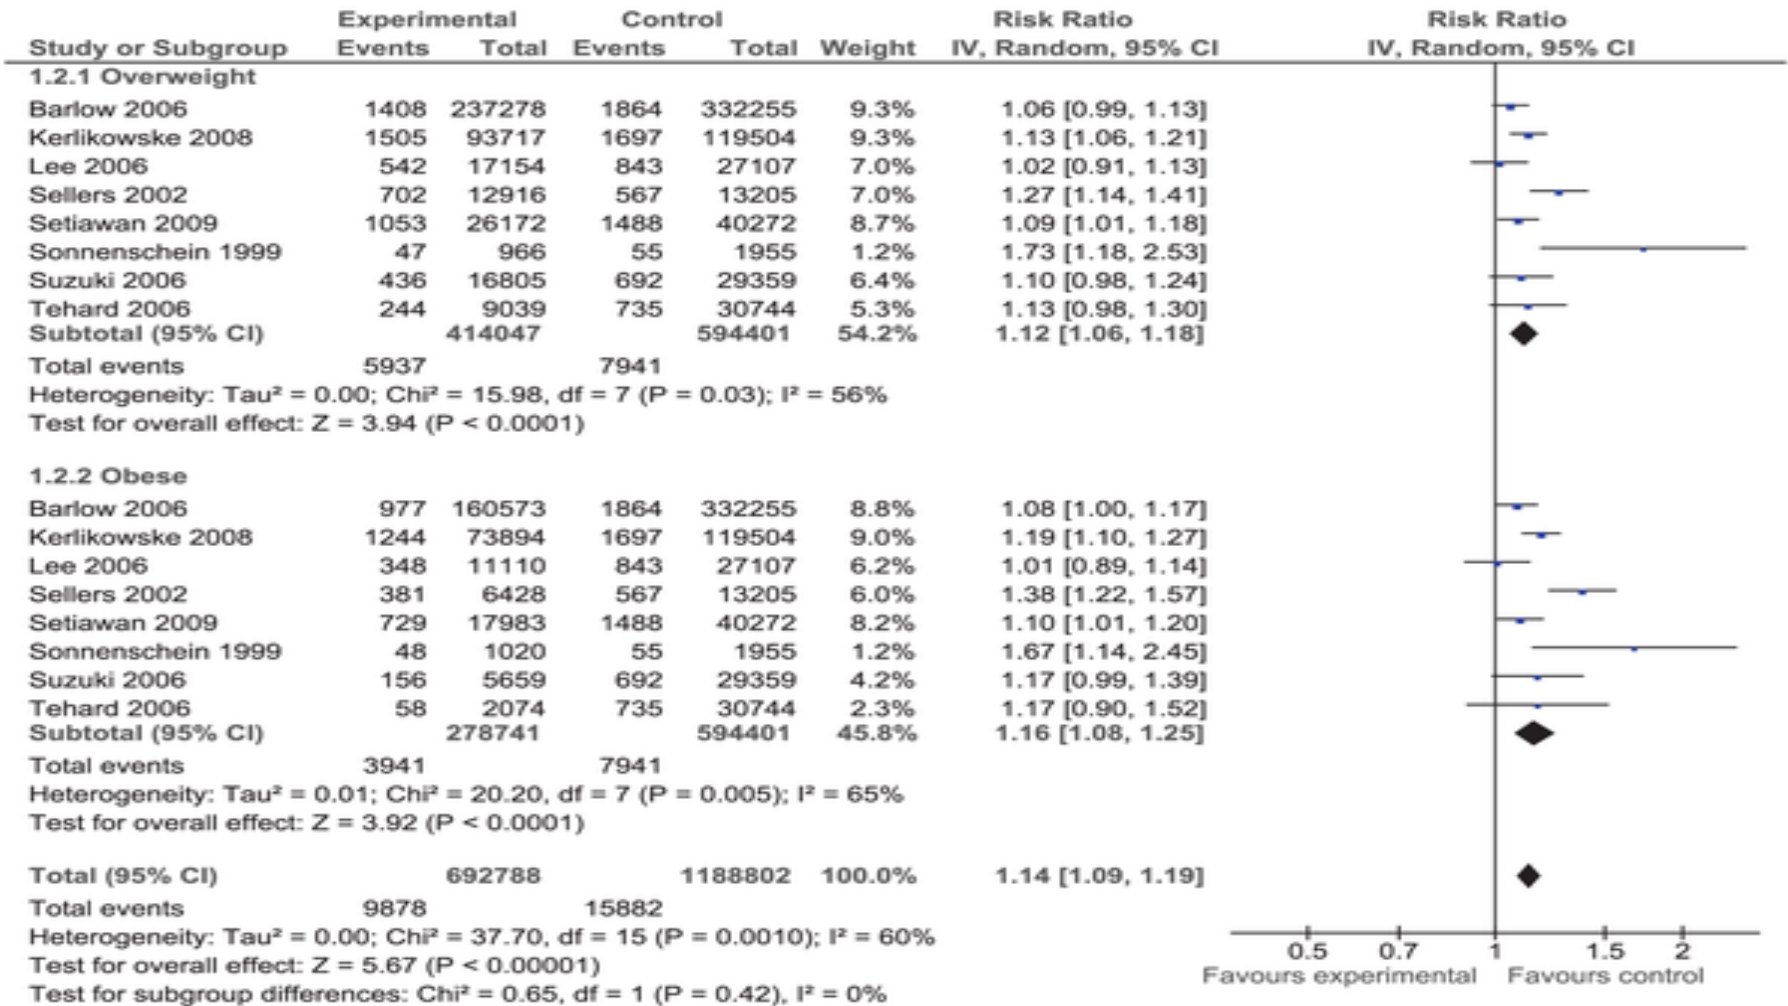 Experimental Control Risk Ratio Risk Ratio
Study or Subgroup Events Total Events Total Weight IV, Random, 95% CI IV, Random, 95% CI
1.2.1 Overweight
Barlow 2006 1408 237278 1864 332255 9.3% 1.06 [0.99, 1.13]
Kerlikowske 2008 1505 93717 1697 119504 9.3% 1.13 [1.06, 1.21]
Lee 2006 542 17154 843 27107 7.0% 1.02 [0.91, 1.13]
Sellers 2002 702 12916 567 13205 7.0% 1.27 [1.14, 1.41]
Setiawan 2009 1053 26172 1488 40272 8.7% 1.09 [1.01, 1.18]
Sonnenschein 1999 47 966 55 1955 1.2% 1.73 [1.18, 2.53]
Suzuki 2006 436 16805 692 29359 6.4% 1.10 [0.98, 1.24]
Tehard 2006 244 9039 735 30744 5.3% 1.13 [0.98, 1.30]
Subtotal (95% CI) 414047 594401 54.2% 1.12 [1.06, 1.18]
Total events 5937 7941
Heterogeneity: Tau² = 0.00; Chi² = 15.98, df = 7 (P = 0.03); I² = 56%
Test for overall effect: Z = 3.94 (P < 0.0001)
1.2.2 Obese
Barlow 2006 977 160573 1864 332255 8.8% 1.08 [1.00, 1.17]
Kerlikowske 2008 1244 73894 1697 119504 9.0% 1.19 [1.10, 1.27]
Lee 2006 348 11110 843 27107 6.2% 1.01 [0.89, 1.14]
Sellers 2002 381 6428 567 13205 6.0% 1.38 [1.22, 1.57]
Setiawan 2009 729 17983 1488 40272 8.2% 1.10 [1.01, 1.20]
Sonnenschein 1999 48 1020 55 1955 1.2% 1.67 [1.14, 2.45]
Suzuki 2006 156 5659 692 29359 4.2% 1.17 [0.99, 1.39]
Tehard 2006 58 2074 735 30744 2.3% 1.17 [0.90, 1.52]
Subtotal (95% CI) 278741 594401 45.8% 1.16 [1.08, 1.25]
Total events 3941 7941
Heterogeneity: Tau² = 0.01; Chi² = 20.20, df = 7 (P = 0.005); I² = 65%
Test for overall effect: Z = 3.92 (P < 0.0001)
Total (95% CI) 692788 1188802 100.0% 1.14 [1.09, 1.19]
Total events 9878 15882
Heterogeneity: Tau² = 0.00; Chi² = 37.70, df = 15 (P = 0.0010); I² = 60%
Test for overall effect: Z = 5.67 (P < 0.00001)
Test for subgroup differences: Chi² = 0.65, df = 1 (P = 0.42), I² = 0%
0.5 0.7 1 1.5 2
Favours experimental Favours control